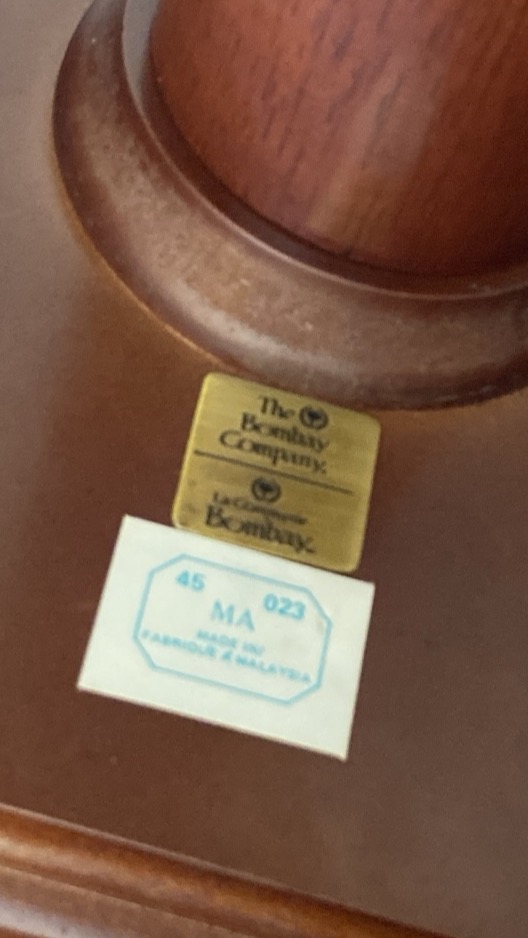 The
Bombay
Company.
La Compagnie
Bombay.
45 023
MA
MADE IN/
FABRIQUÉ À MALAYSIA